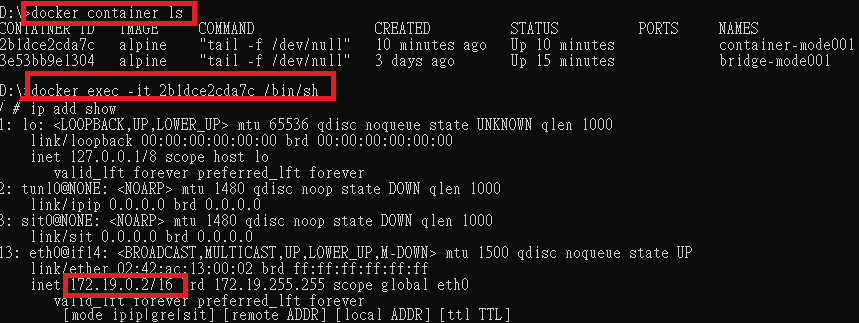 D:\>docker container ls
CONTAINER ID IMAGE COMMAND CREATED STATUS PORTS NAMES
2b1dce2cda7c alpine "tail -f /dev/null" 10 minutes ago Up 10 minutes container-mode001
3e53bb9e1304 alpine "tail -f /dev/null" 3 days ago Up 15 minutes bridge-mode001
D:\>docker exec -it 2b1dce2cda7c /bin/sh
/ # ip add show
1: lo: <LOOPBACK,UP,LOWER_UP> mtu 65536 qdisc noqueue state UNKNOWN qlen 1000
link/loopback 00:00:00:00:00:00 brd 00:00:00:00:00:00
inet 127.0.0.1/8 scope host lo
valid_lft forever preferred_lft forever
2: tunl0@NONE: <NOARP> mtu 1480 qdisc noop state DOWN qlen 1000
link/ipip 0.0.0.0 brd 0.0.0.0
3: sit0@NONE: <NOARP> mtu 1480 qdisc noop state DOWN qlen 1000
link/sit 0.0.0.0 brd 0.0.0.0
13: eth0@if14: <BROADCAST,MULTICAST,UP,LOWER_UP,M-DOWN> mtu 1500 qdisc noqueue state UP
link/ether 02:42:ac:13:00:02 brd ff:ff:ff:ff:ff:ff
inet 172.19.0.2/16 brd 172.19.255.255 scope global eth0
valid_lft forever preferred_lft forever
[mode ipip|gre|sit] [remote ADDR] [local ADDR] [ttl TTL]